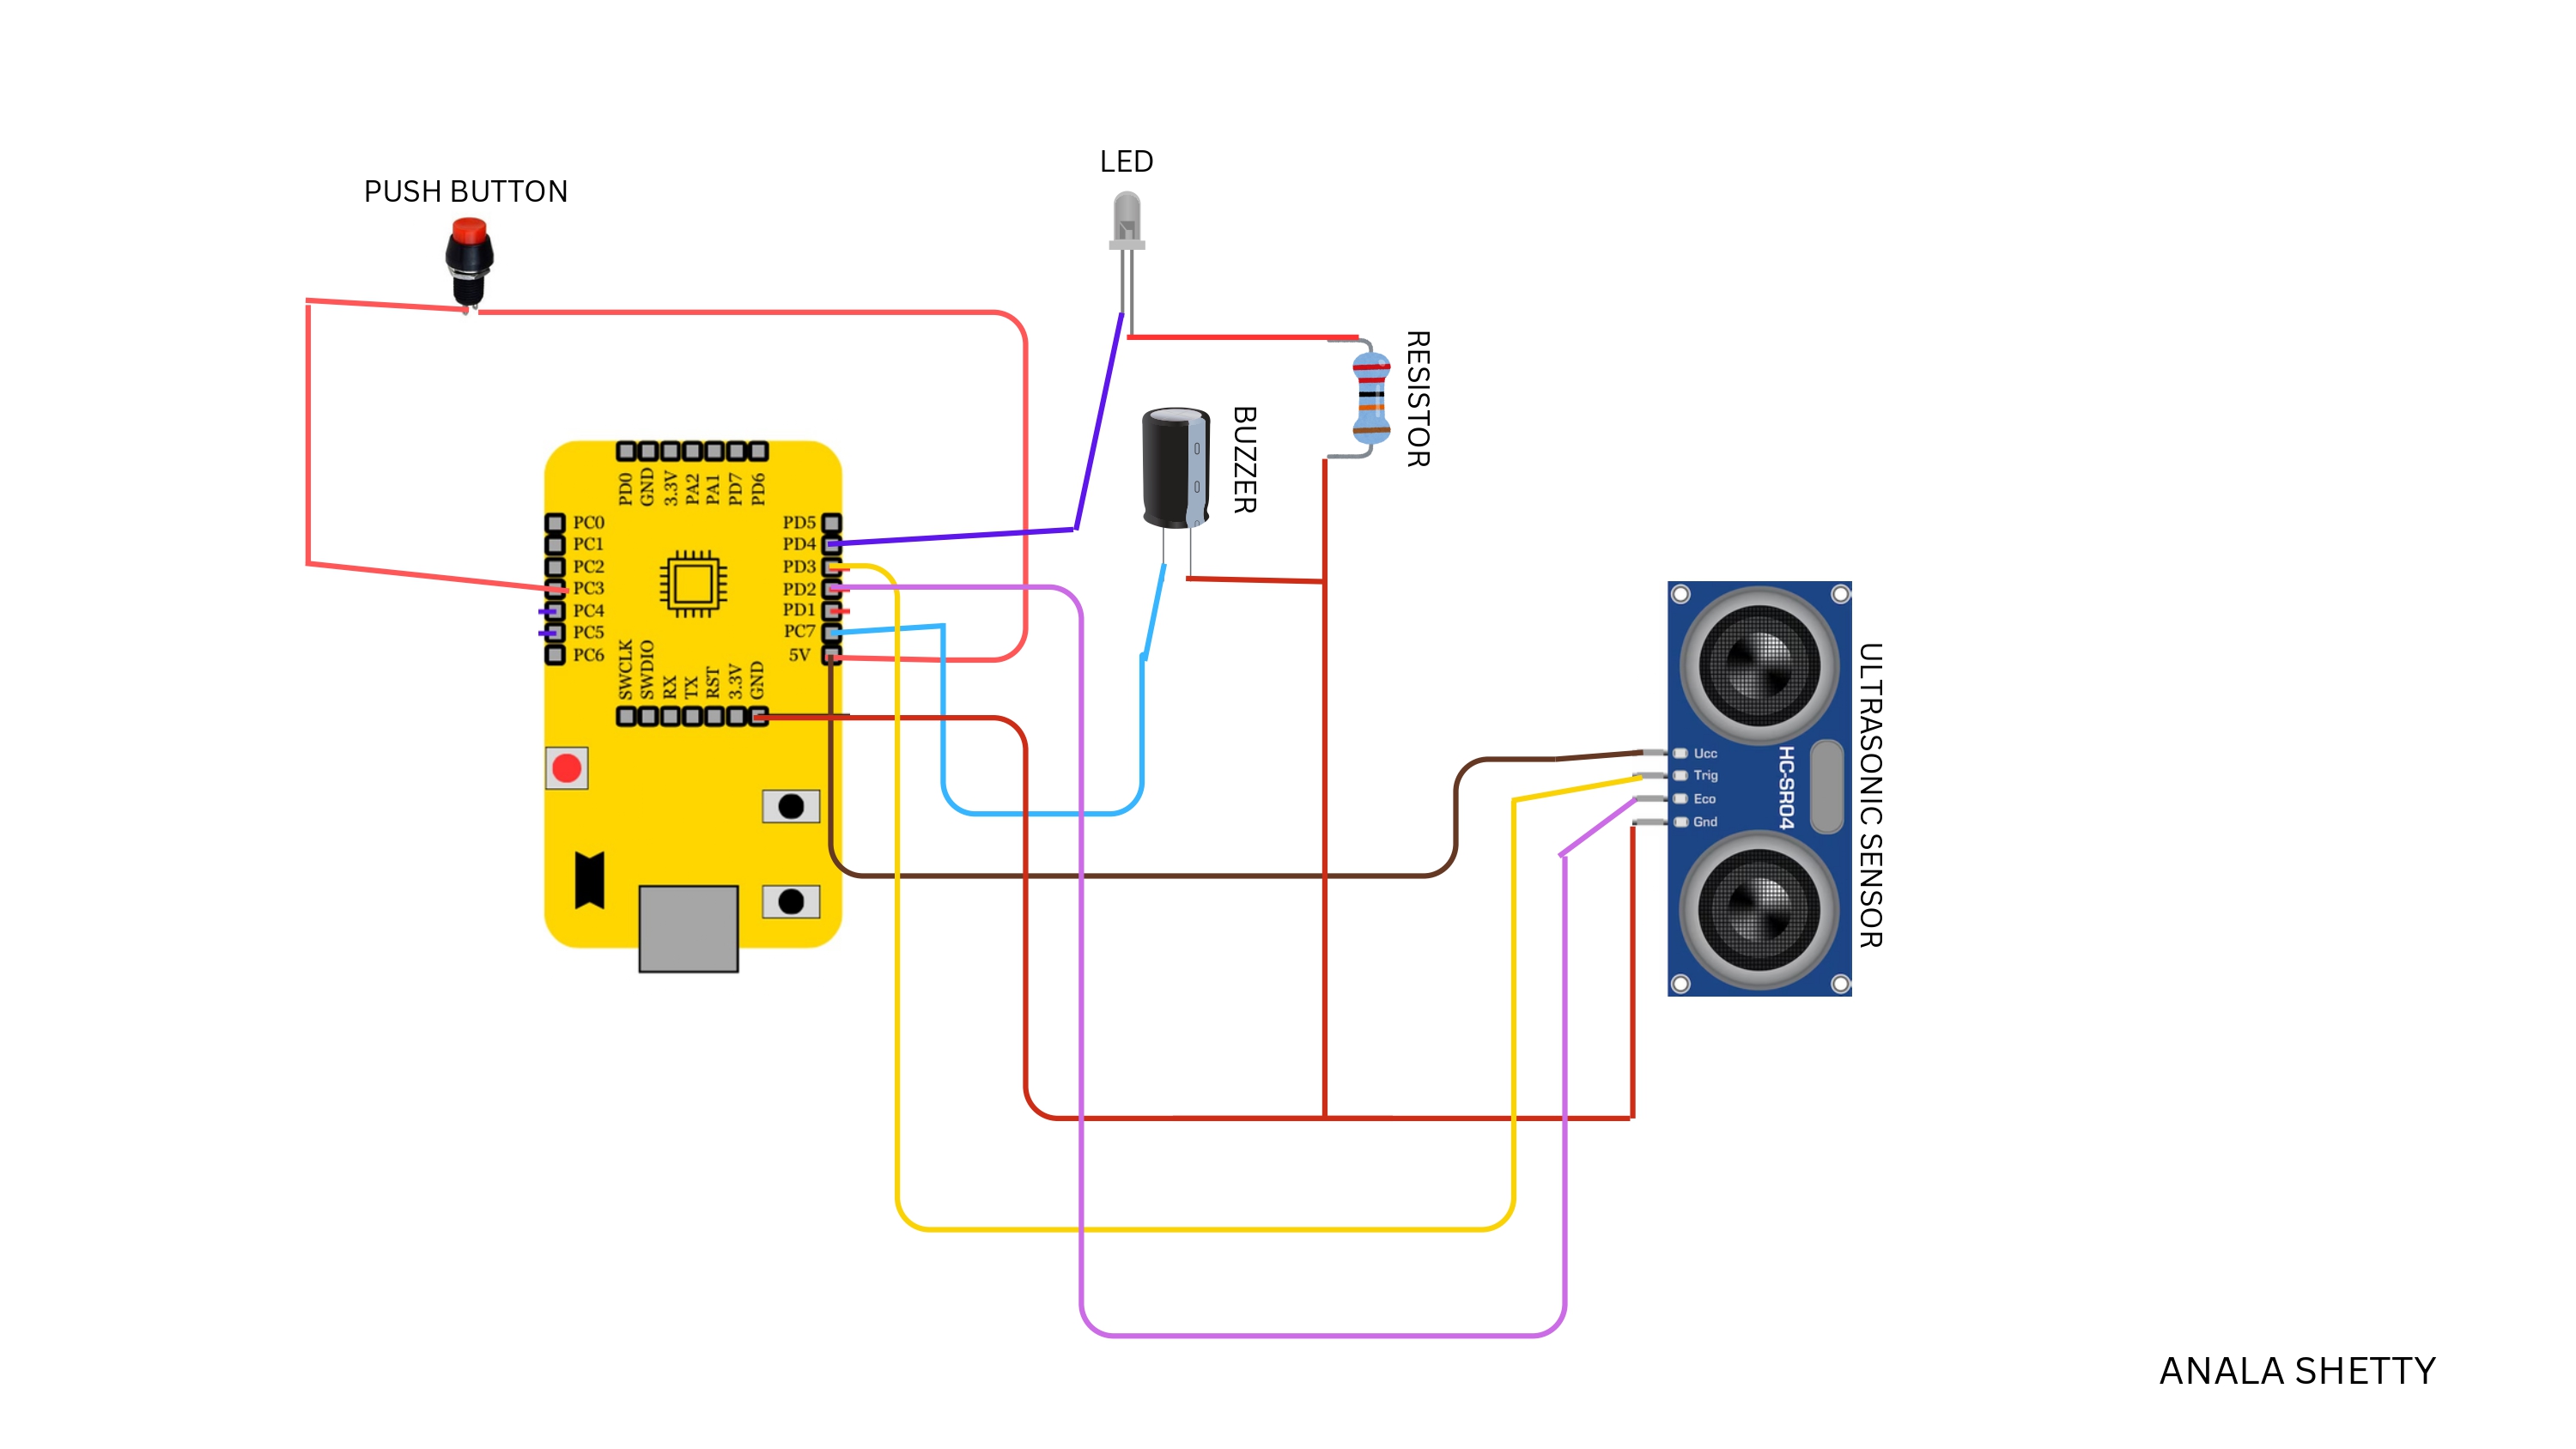 LED
PUSH BUTTON
RESISTOR
BUZZER
PD0
GND
3.3V
PA2
PA1
PD7
PD6
PC0
PC1
PC2
PC3
PC4
PC5
PC6
PD5
PD4
PD3
PD2
PD1
PC7
5V
SWCLK
SWDIO
RX
TX
RST
3.3V
GND
Ucc
Trig
Eco
Gnd
HC-SR04
ULTRASONIC SENSOR
ANALA SHETTY